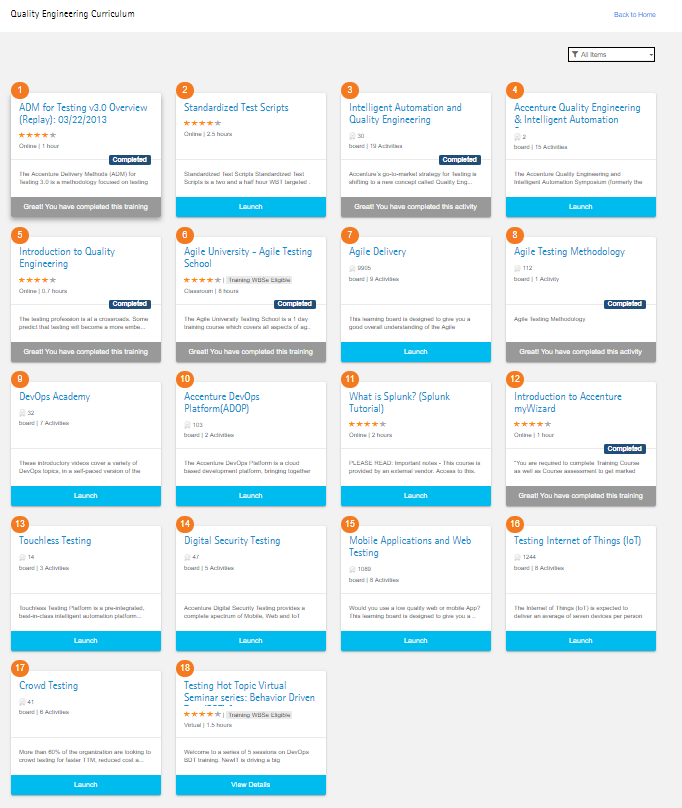 Quality Engineering Curriculum
Back to Home
All Items
1
ADM for Testing v3.0 Overview
(Replay): 03/22/2013
Online | 1 hour
Completed
The Accenture Delivery Methods (ADM) for
Testing 3.0 is a methodology focused on testing
Great! You have completed this training
2
Standardized Test Scripts
Online | 2.5 hours
Standardized Test Scripts Standardized Test
Scripts is a two and a half hour WBT targeted .
Launch
3
Intelligent Automation and
Quality Engineering
30
board | 19 Activities
Completed
Accenture's go-to-market strategy for Testing is
shifting to a new concept called Quality Eng...
Great! You have completed this activity
4
Accenture Quality Engineering
& Intelligent Automation
2
board | 15 Activities
The Accenture Quality Engineering and
Intelligent Automation Symposium (formerly the
Launch
5
Introduction to Quality
Engineering
Online | 0.7 hours
Completed
The testing profession is at a crossroads. Some
predict that testing will become a more embe...
Great! You have completed this training
6
Agile University – Agile Testing
School
| Training WBSe Eligible
Classroom | 8 hours
Completed
The Agile University Testing School is a 1 day
training course which covers all aspects of ag..
Great! You have completed this training
7
Agile Delivery
9905
board | 9 Activities
This learning board is designed to give you a
good overall understanding of the Agile
Launch
8
Agile Testing Methodology
112
board | 1 Activity
Completed
Agile Testing Methodology
Great! You have completed this activity
9
DevOps Academy
32
board | 7 Activities
These introductory videos cover a variety of
DevOps topics, in a self-paced version of the
Launch
10
Accenture DevOps
Platform(ADOP)
103
board | 2 Activities
The Accenture DevOps Platform is a cloud
based development platform, bringing together
Launch
11
What is Splunk? (Splunk
Tutorial)
Online | 2 hours
PLEASE READ: Important notes - This course is
provided by an external vendor. Access to this.
Launch
12
Introduction to Accenture
myWizard
Online | 1 hour
Completed
"You are required to complete Training Course
as well as Course assessment to get marked
Great! You have completed this training
13
Touchless Testing
14
board | 3 Activities
Touchless Testing Platform is a pre-integrated,
best-in-class intelligent automation platform...
Launch
14
Digital Security Testing
47
board | 5 Activities
Accenture Digital Security Testing provides a
complete spectrum of Mobile, Web and IoT
Launch
15
Mobile Applications and Web
Testing
1089
board | 8 Activities
Would you use a low quality web or mobile App?
This learning board is designed to give you a ..
Launch
16
Testing Internet of Things (IoT)
1244
board | 8 Activities
The Internet of Things (IoT) is expected to
deliver an average of seven devices per person
Launch
17
Crowd Testing
41
board | 6 Activities
More than 60% of the organization are looking to
crowd testing for faster TTM, reduced cost a...
Launch
18
Testing Hot Topic Virtual
Seminar series: Behavior Driven
| Training WBSe Eligible
Virtual | 1.5 hours
Welcome to a series of 5 sessions on DevOps
BDT training. NewIT is driving a big
View Details